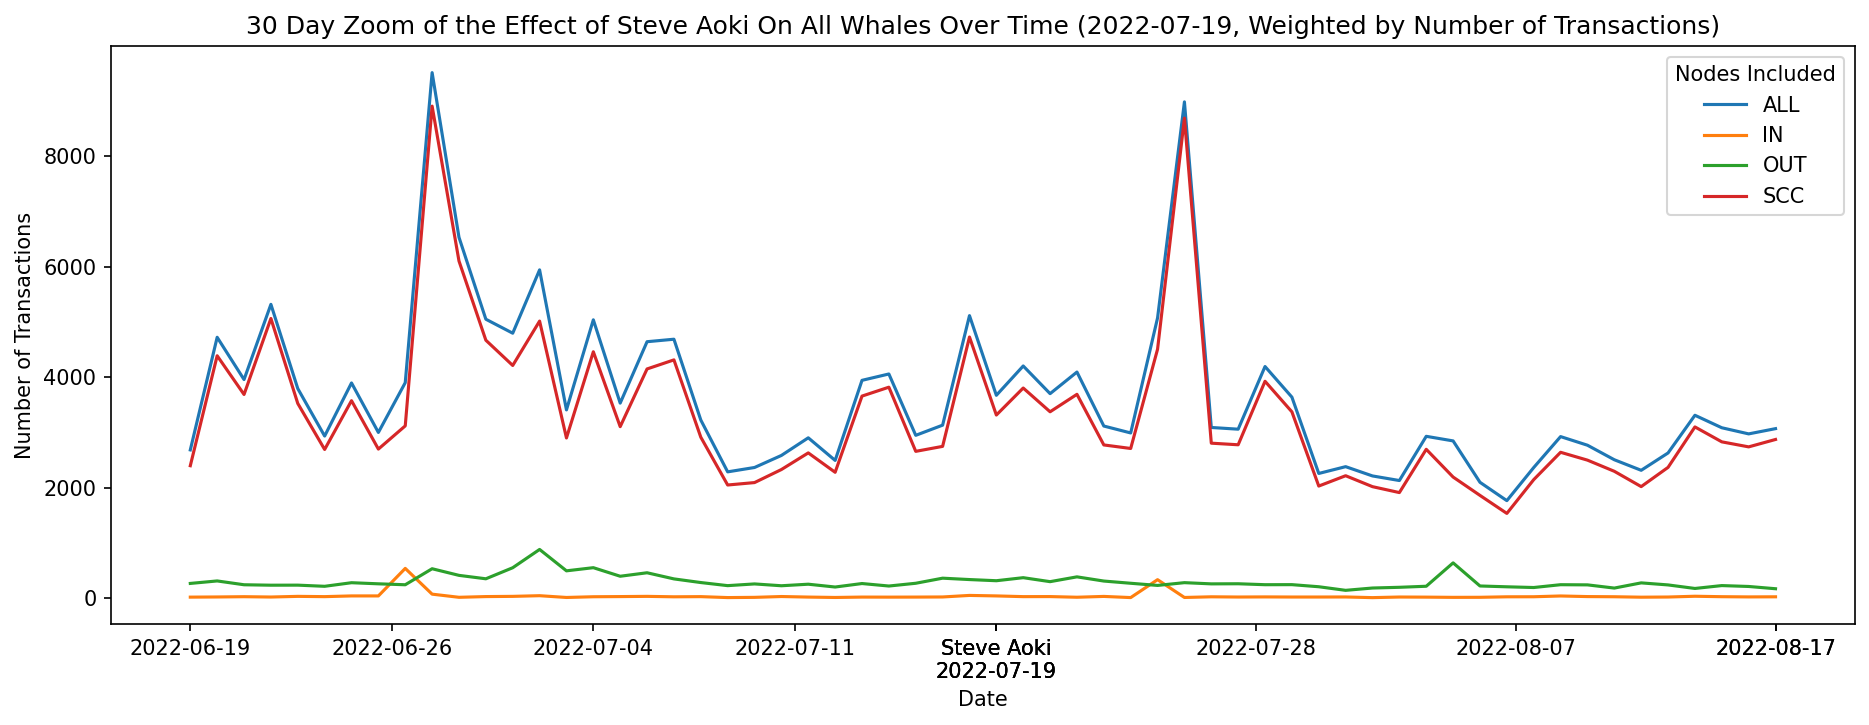 30 Day Zoom of the Effect of Steve Aoki On All Whales Over Time (2022-07-19, Weighted by Number of Transactions)
Nodes Included
ALL
IN
OUT
SCC
Number of Transactions
8000
6000
4000
2000
0
2022-06-19
2022-06-26
2022-07-04
2022-07-11
Steve Aoki
2022-07-19
2022-07-28
2022-08-07
2022-08-17
Date